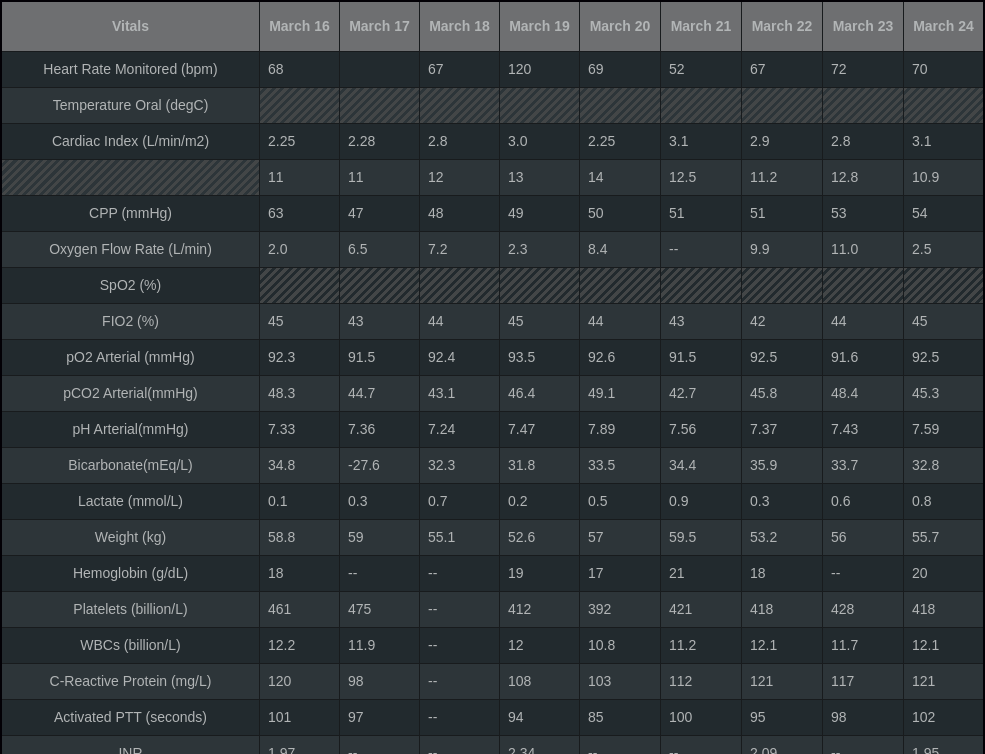 Vitals March 16 March 17 March 18 March 19 March 20 March 21 March 22 March 23 March 24
Heart Rate Monitored (bpm) 68 67 120 69 52 67 72 70
Temperature Oral (degC)
Cardiac Index (L/min/m2) 2.25 2.28 2.8 3.0 2.25 3.1 2.9 2.8 3.1
11 11 12 13 14 12.5 11.2 12.8 10.9
CPP (mmHg) 63 47 48 49 50 51 51 53 54
Oxygen Flow Rate (L/min) 2.0 6.5 7.2 2.3 8.4 -- 9.9 11.0 2.5
SpO2 (%)
FIO2 (%) 45 43 44 45 44 43 42 44 45
pO2 Arterial (mmHg) 92.3 91.5 92.4 93.5 92.6 91.5 92.5 91.6 92.5
pCO2 Arterial(mmHg) 48.3 44.7 43.1 46.4 49.1 42.7 45.8 48.4 45.3
pH Arterial(mmHg) 7.33 7.36 7.24 7.47 7.89 7.56 7.37 7.43 7.59
Bicarbonate(mEq/L) 34.8 -27.6 32.3 31.8 33.5 34.4 35.9 33.7 32.8
Lactate (mmol/L) 0.1 0.3 0.7 0.2 0.5 0.9 0.3 0.6 0.8
Weight (kg) 58.8 59 55.1 52.6 57 59.5 53.2 56 55.7
Hemoglobin (g/dL) 18 -- -- 19 17 21 18 -- 20
Platelets (billion/L) 461 475 -- 412 392 421 418 428 418
WBCs (billion/L) 12.2 11.9 -- 12 10.8 11.2 12.1 11.7 12.1
C-Reactive Protein (mg/L) 120 98 -- 108 103 112 121 117 121
Activated PTT (seconds) 101 97 -- 94 85 100 95 98 102
INR 1.97 -- -- 2.34 -- -- 2.09 -- 1.95